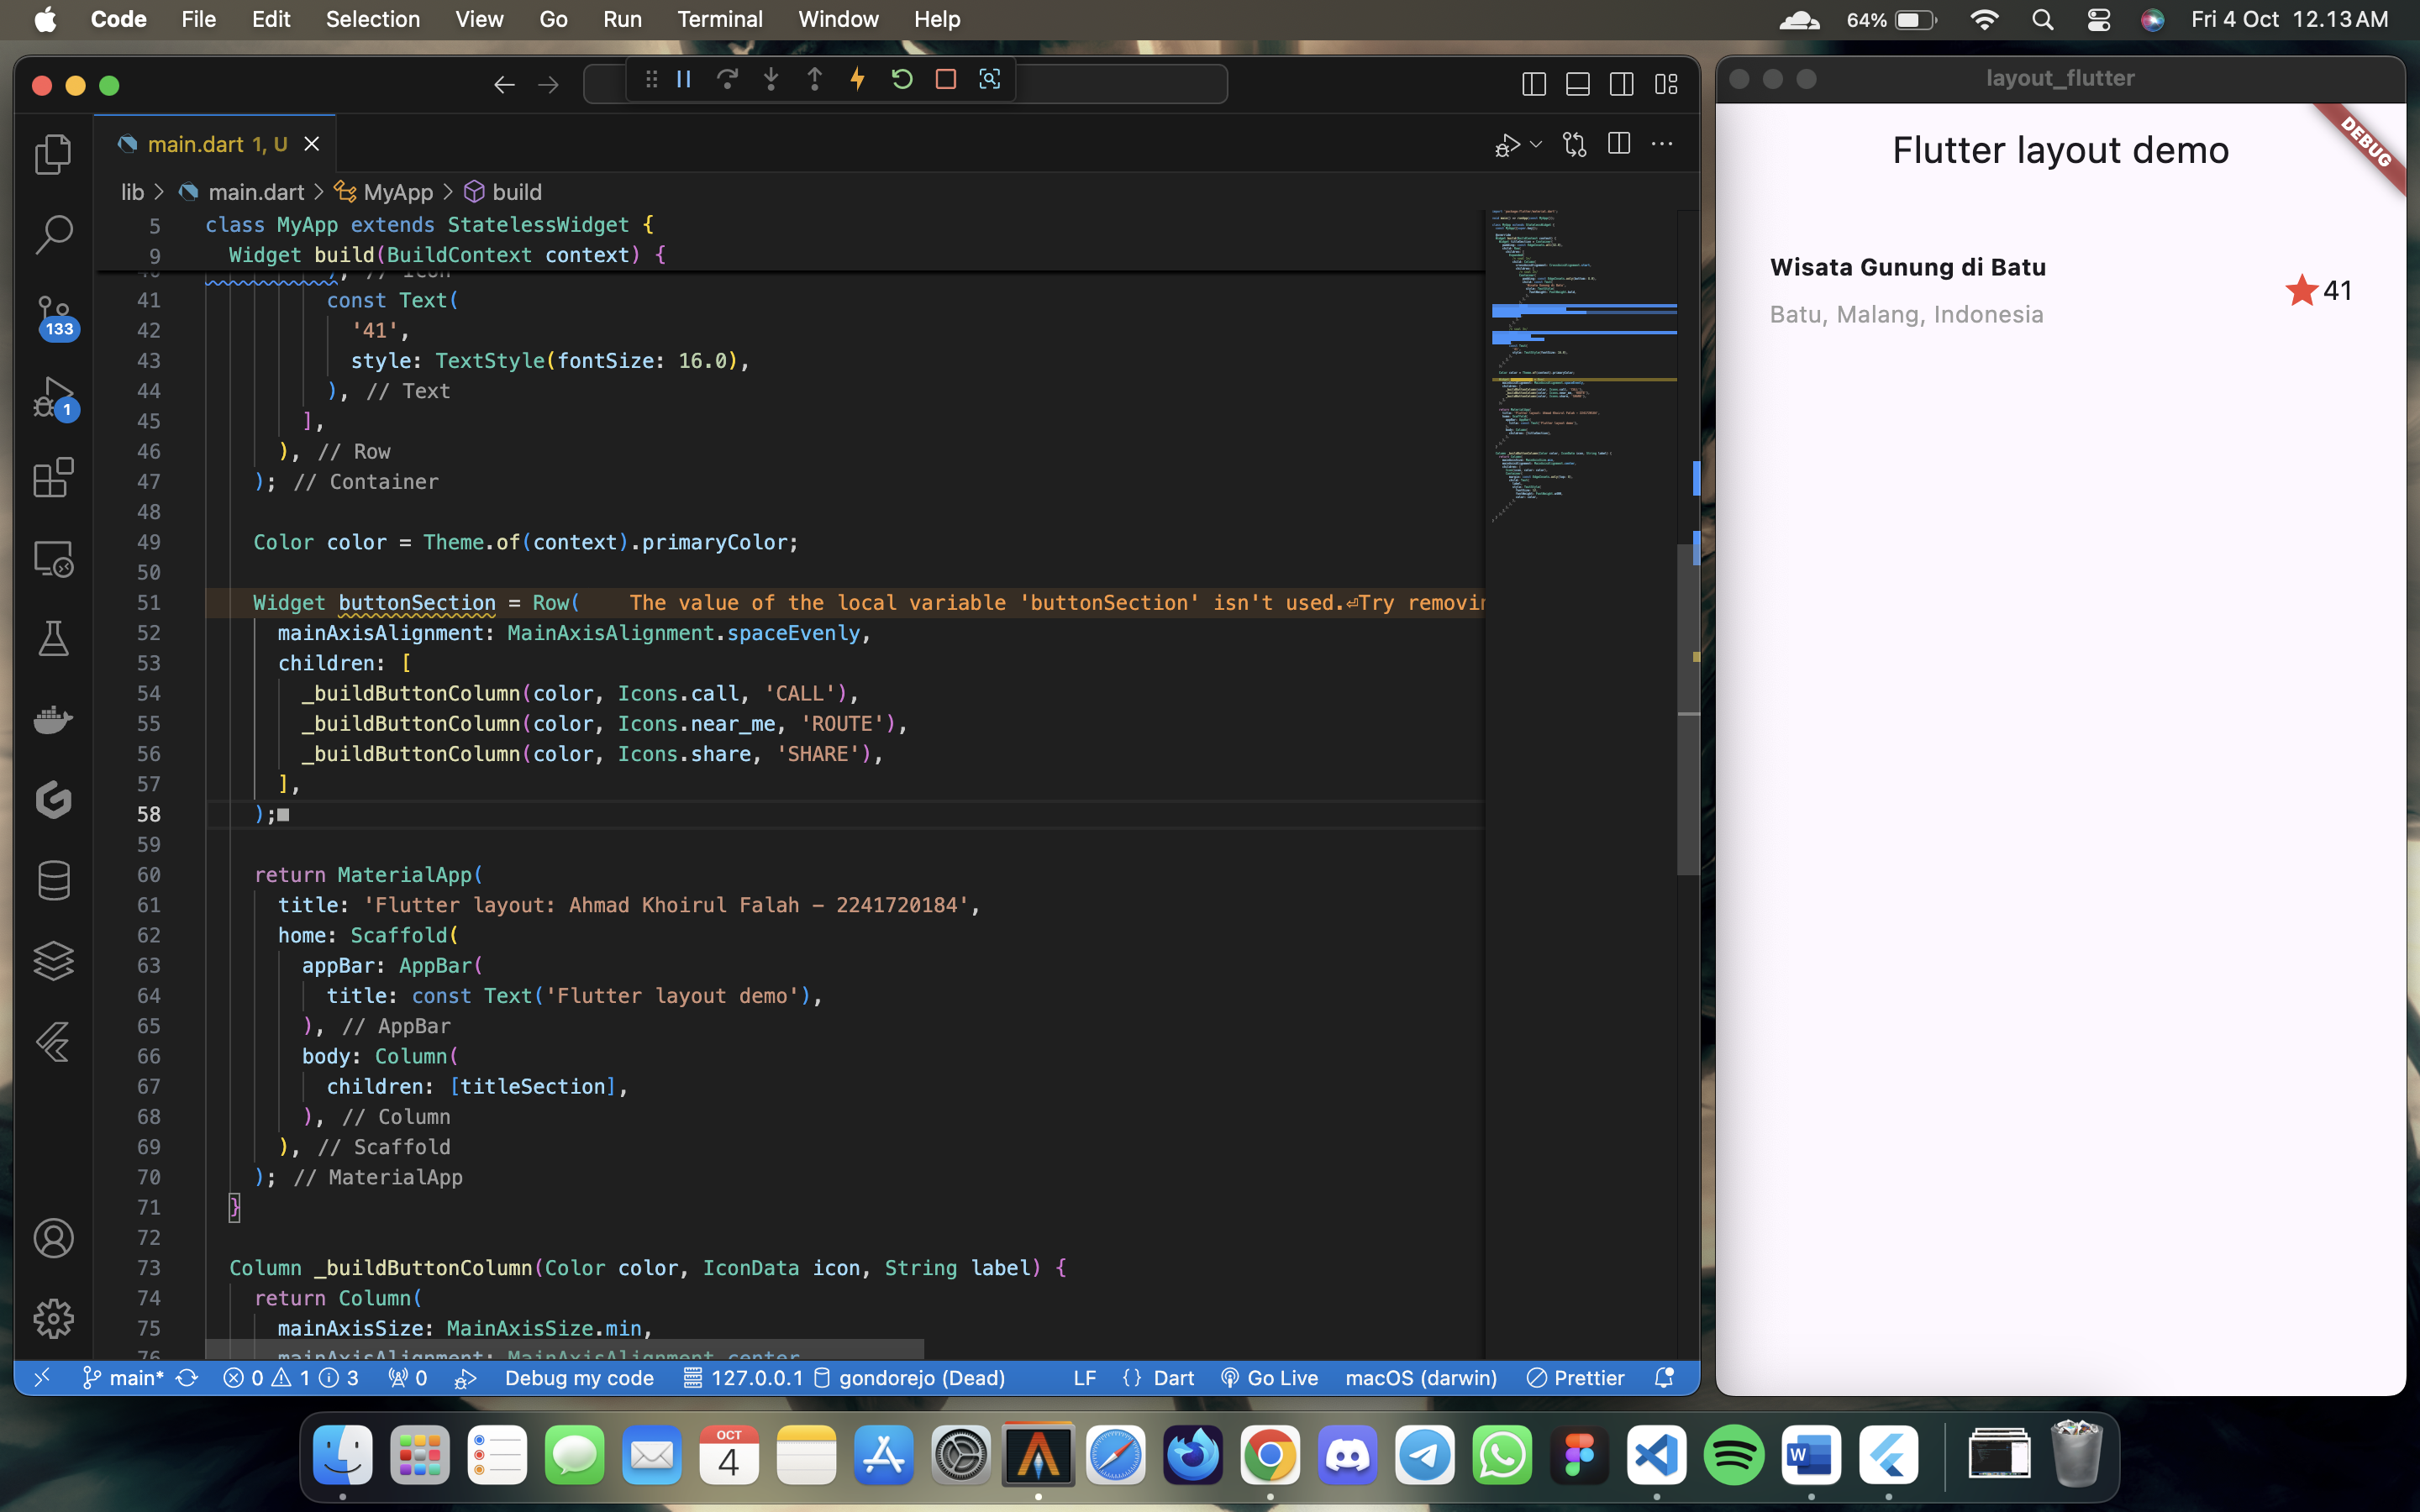 Code File Edit Selection View Go Run Terminal Window Help 64% Fri 4 Oct 12.13 AM
main.dart 1, U
lib > main.dart > MyApp > build
5 class MyApp extends StatelessWidget {
9 Widget build(BuildContext context) {
41 const Text(
42 '41',
43 style: TextStyle(fontSize: 16.0),
44 ), // Text
45 ],
46 ), // Row
47 ); // Container
48
49 Color color = Theme.of(context).primaryColor;
50
51 Widget buttonSection = Row( The value of the local variable 'buttonSection' isn't used.⏎Try removin
52 mainAxisAlignment: MainAxisAlignment.spaceEvenly,
53 children: [
54 _buildButtonColumn(color, Icons.call, 'CALL'),
55 _buildButtonColumn(color, Icons.near_me, 'ROUTE'),
56 _buildButtonColumn(color, Icons.share, 'SHARE'),
57 ],
58 );
59
60 return MaterialApp(
61 title: 'Flutter layout: Ahmad Khoirul Falah - 2241720184',
62 home: Scaffold(
63 appBar: AppBar(
64 title: const Text('Flutter layout demo'),
65 ), // AppBar
66 body: Column(
67 children: [titleSection],
68 ), // Column
69 ), // Scaffold
70 ); // MaterialApp
71 }
72
73 Column _buildButtonColumn(Color color, IconData icon, String label) {
74 return Column(
75 mainAxisSize: MainAxisSize.min,
76 mainAxisAlignment: MainAxisAlignment.center
133
1
main* 0 1 3 0 Debug my code 127.0.0.1 gondorejo (Dead) LF {} Dart Go Live macOS (darwin) Prettier
layout_flutter
DEBUG
Flutter layout demo
Wisata Gunung di Batu
41
Batu, Malang, Indonesia
OCT
4
W